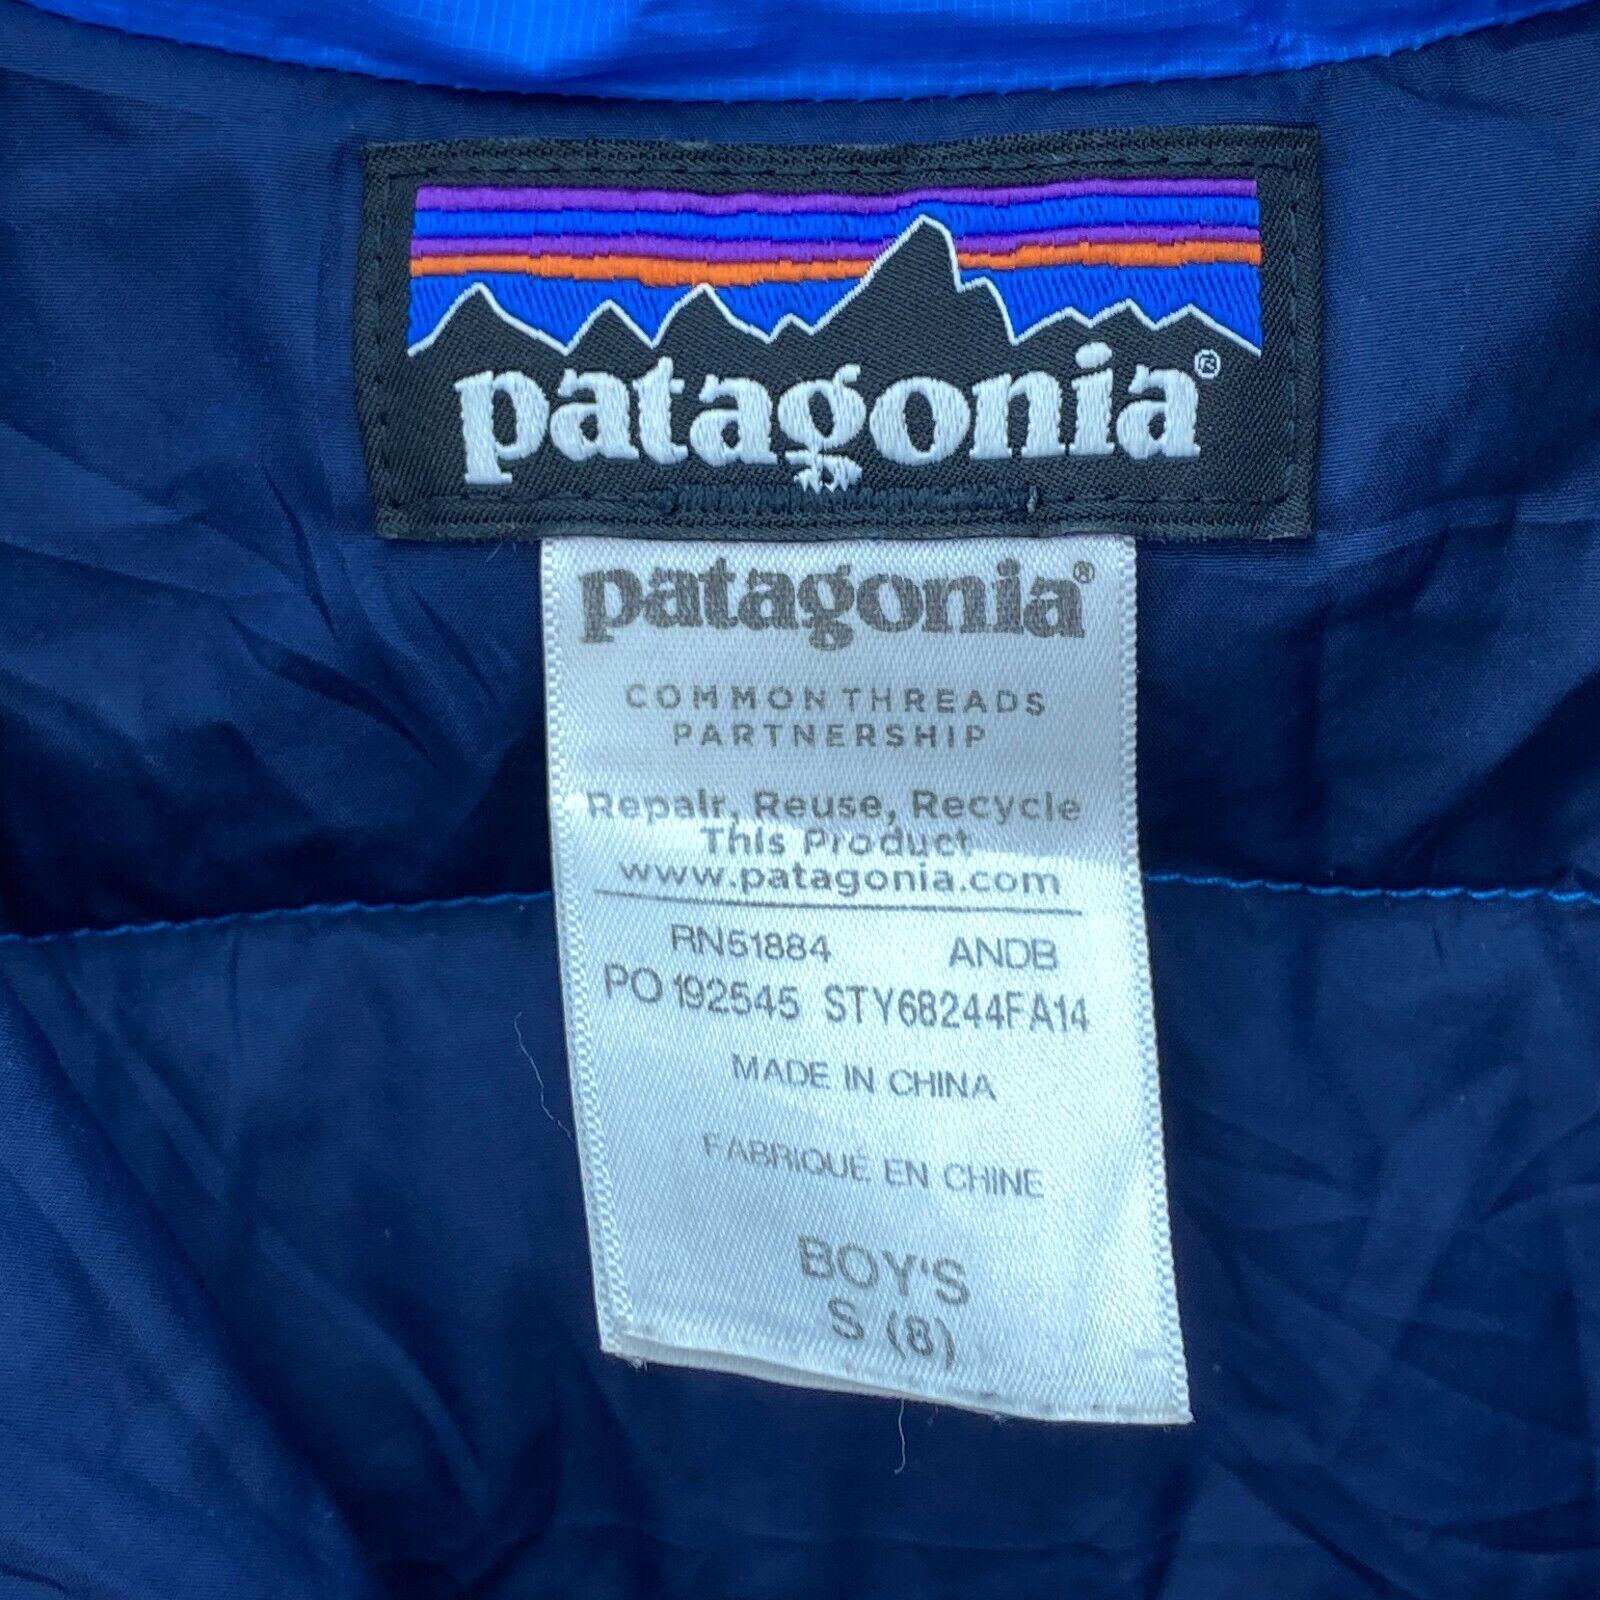 patagonia®
patagonia®
COMMON THREADS
PARTNERSHIP
Repair, Reuse, Recycle
This Product
www.patagonia.com
RN51884 ANDB
PO 192545 STY68244FA14
MADE IN CHINA
FABRIQUÉ EN CHINE
BOY'S
S (8)